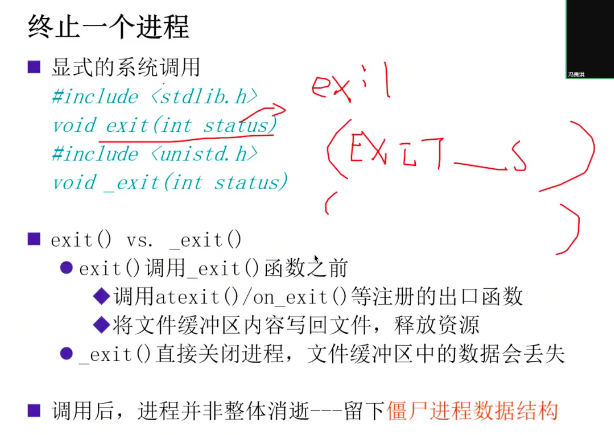 终止一个进程
显式的系统调用
#include <stdlib.h>
void exit(int status)
#include <unistd.h>
void _exit(int status)
exit
(EXIT__S )
( )
exit() vs. _exit()
exit()调用_exit()函数之前
调用atexit()/on_exit()等注册的出口函数
将文件缓冲区内容写回文件，释放资源
_exit()直接关闭进程，文件缓冲区中的数据会丢失
调用后，进程并非整体消逝---留下僵尸进程数据结构